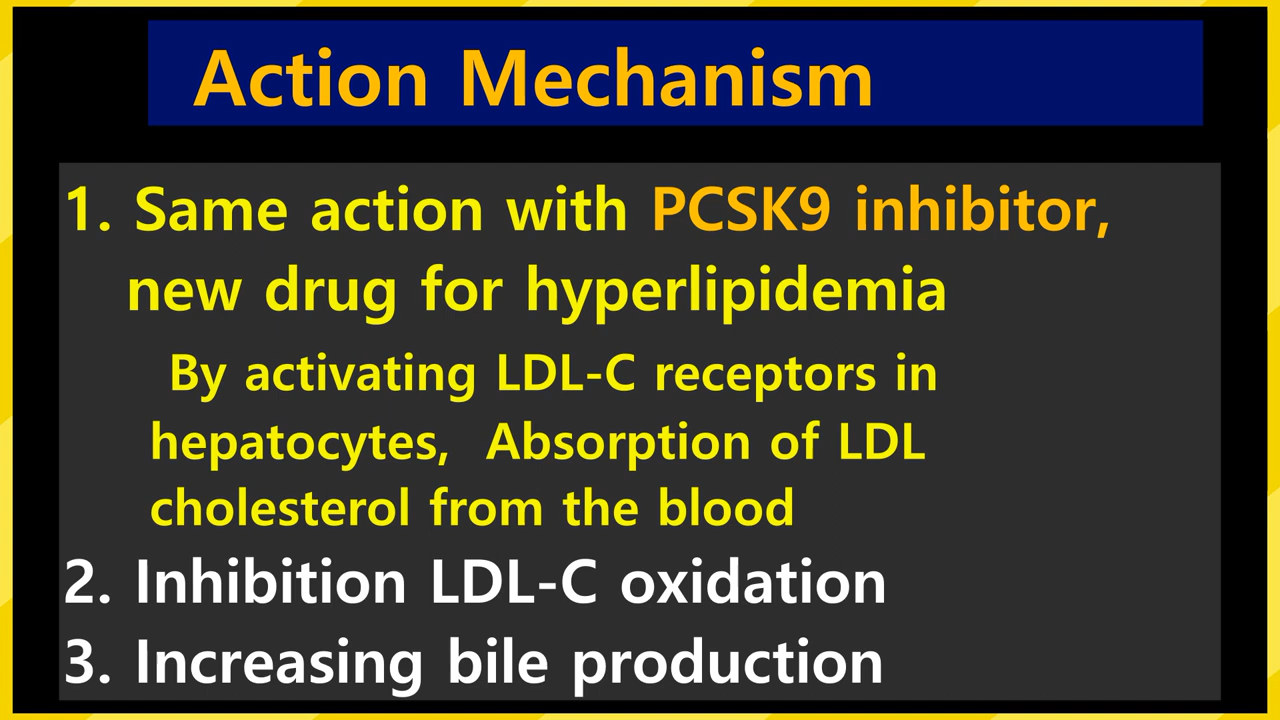 Action Mechanism
1. Same action with PCSK9 inhibitor,
new drug for hyperlipidemia
By activating LDL-C receptors in
hepatocytes, Absorption of LDL
cholesterol from the blood
2. Inhibition LDL-C oxidation
3. Increasing bile production